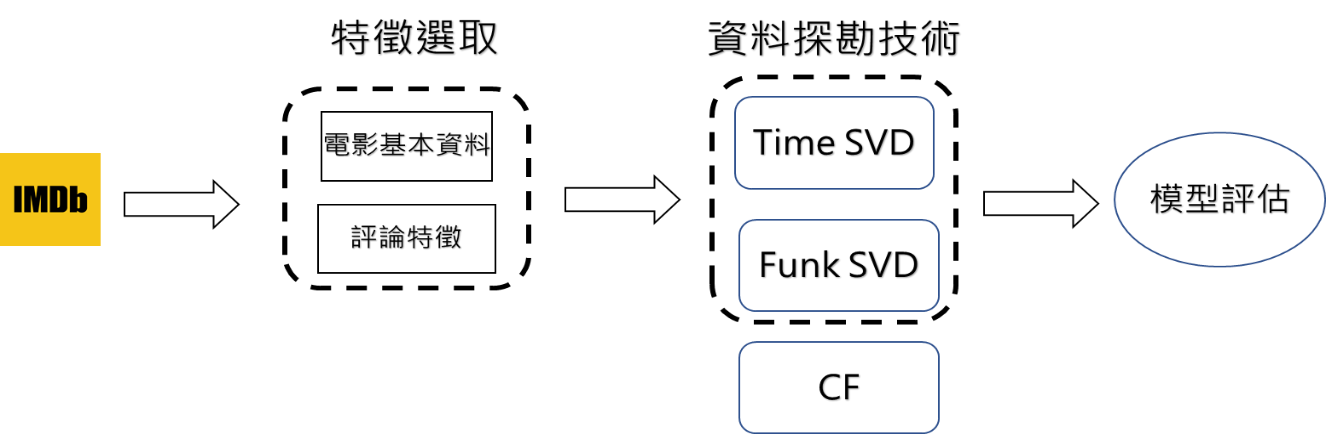 IMDb
特徵選取
電影基本資料
評論特徵
資料探勘技術
Time SVD
Funk SVD
CF
模型評估